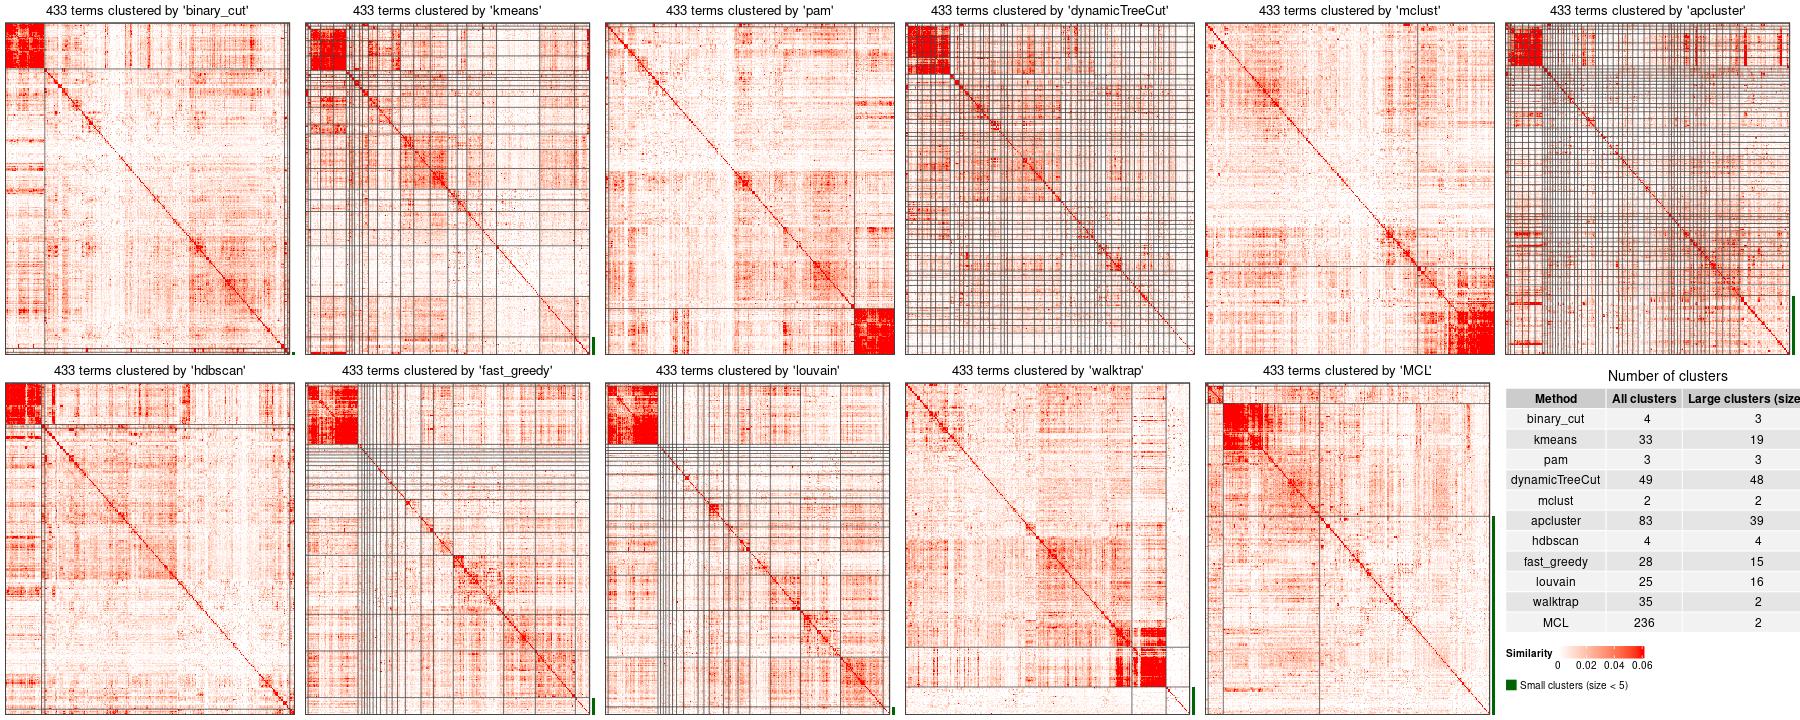 433 terms clustered by 'binary_cut'
433 terms clustered by 'kmeans'
433 terms clustered by 'pam'
433 terms clustered by 'dynamicTreeCut'
433 terms clustered by 'mclust'
433 terms clustered by 'apcluster'
433 terms clustered by 'hdbscan'
433 terms clustered by 'fast_greedy'
433 terms clustered by 'louvain'
433 terms clustered by 'walktrap'
433 terms clustered by 'MCL'
Number of clusters
Method All clusters Large clusters (size
binary_cut 4 3
kmeans 33 19
pam 3 3
dynamicTreeCut 49 48
mclust 2 2
apcluster 83 39
hdbscan 4 4
fast_greedy 28 15
louvain 25 16
walktrap 35 2
MCL 236 2
Similarity
0 0.02 0.04 0.06
Small clusters (size < 5)